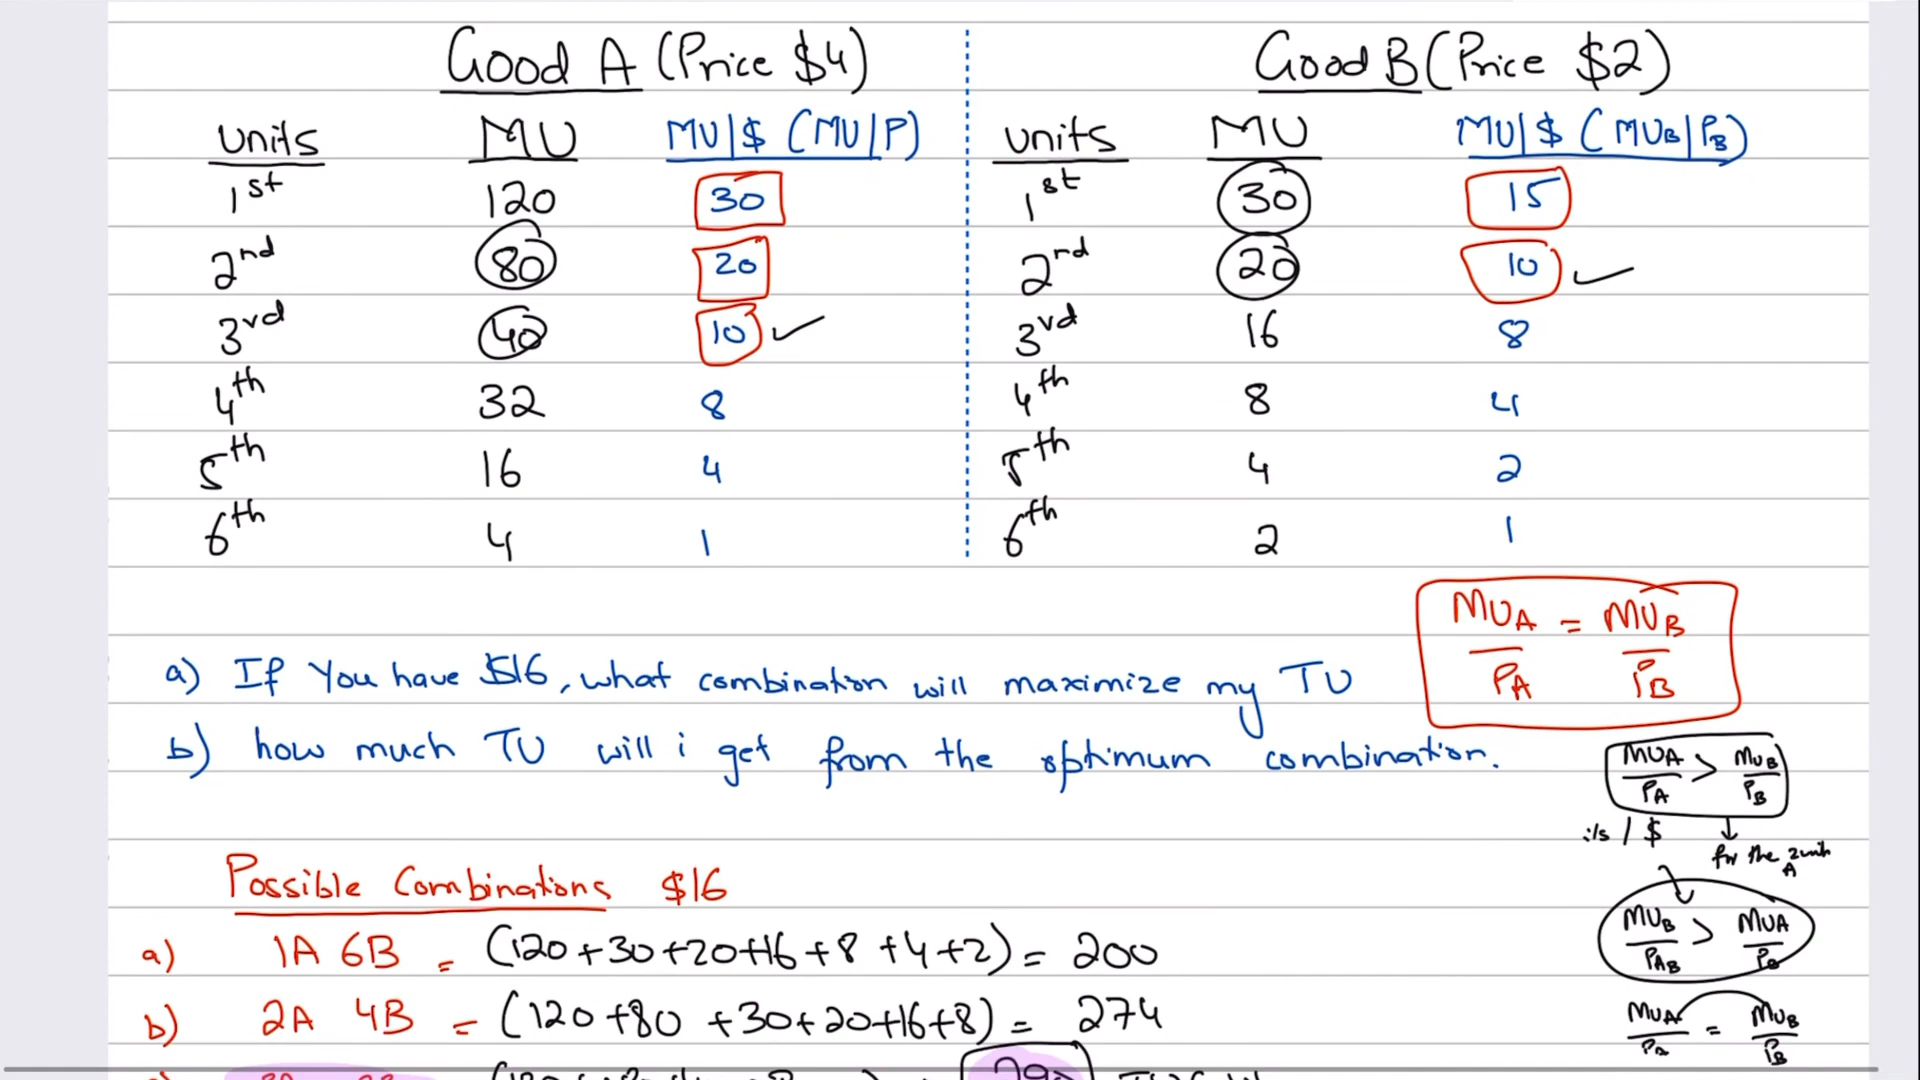 Good A (Price $4) Good B (Price $2)
units MU MU|$ (MU|P) units MU MU|$ (MUB|PB)
1st 120 30 1st 30 15
2nd 80 20 2nd 20 10 ✓
3rd 40 10 ✓ 3rd 16 8
4th 32 8 4th 8 4
5th 16 4 5th 4 2
6th 4 1 6th 2 1
MUA/PA = MUB/PB
a) If You have $16, what combination will maximize my TU
b) how much TU will i get from the optimum combination.
MUA/PA > MUB/PB
/ $
for the 2 unit A
MUB/PAB > MUA/
MUA/PA = MUB/PB
Possible Combinations $16
a) 1A 6B = (120+30+20+16+8+4+2) = 200
b) 2A 4B = (120+80+30+20+16+8) = 274